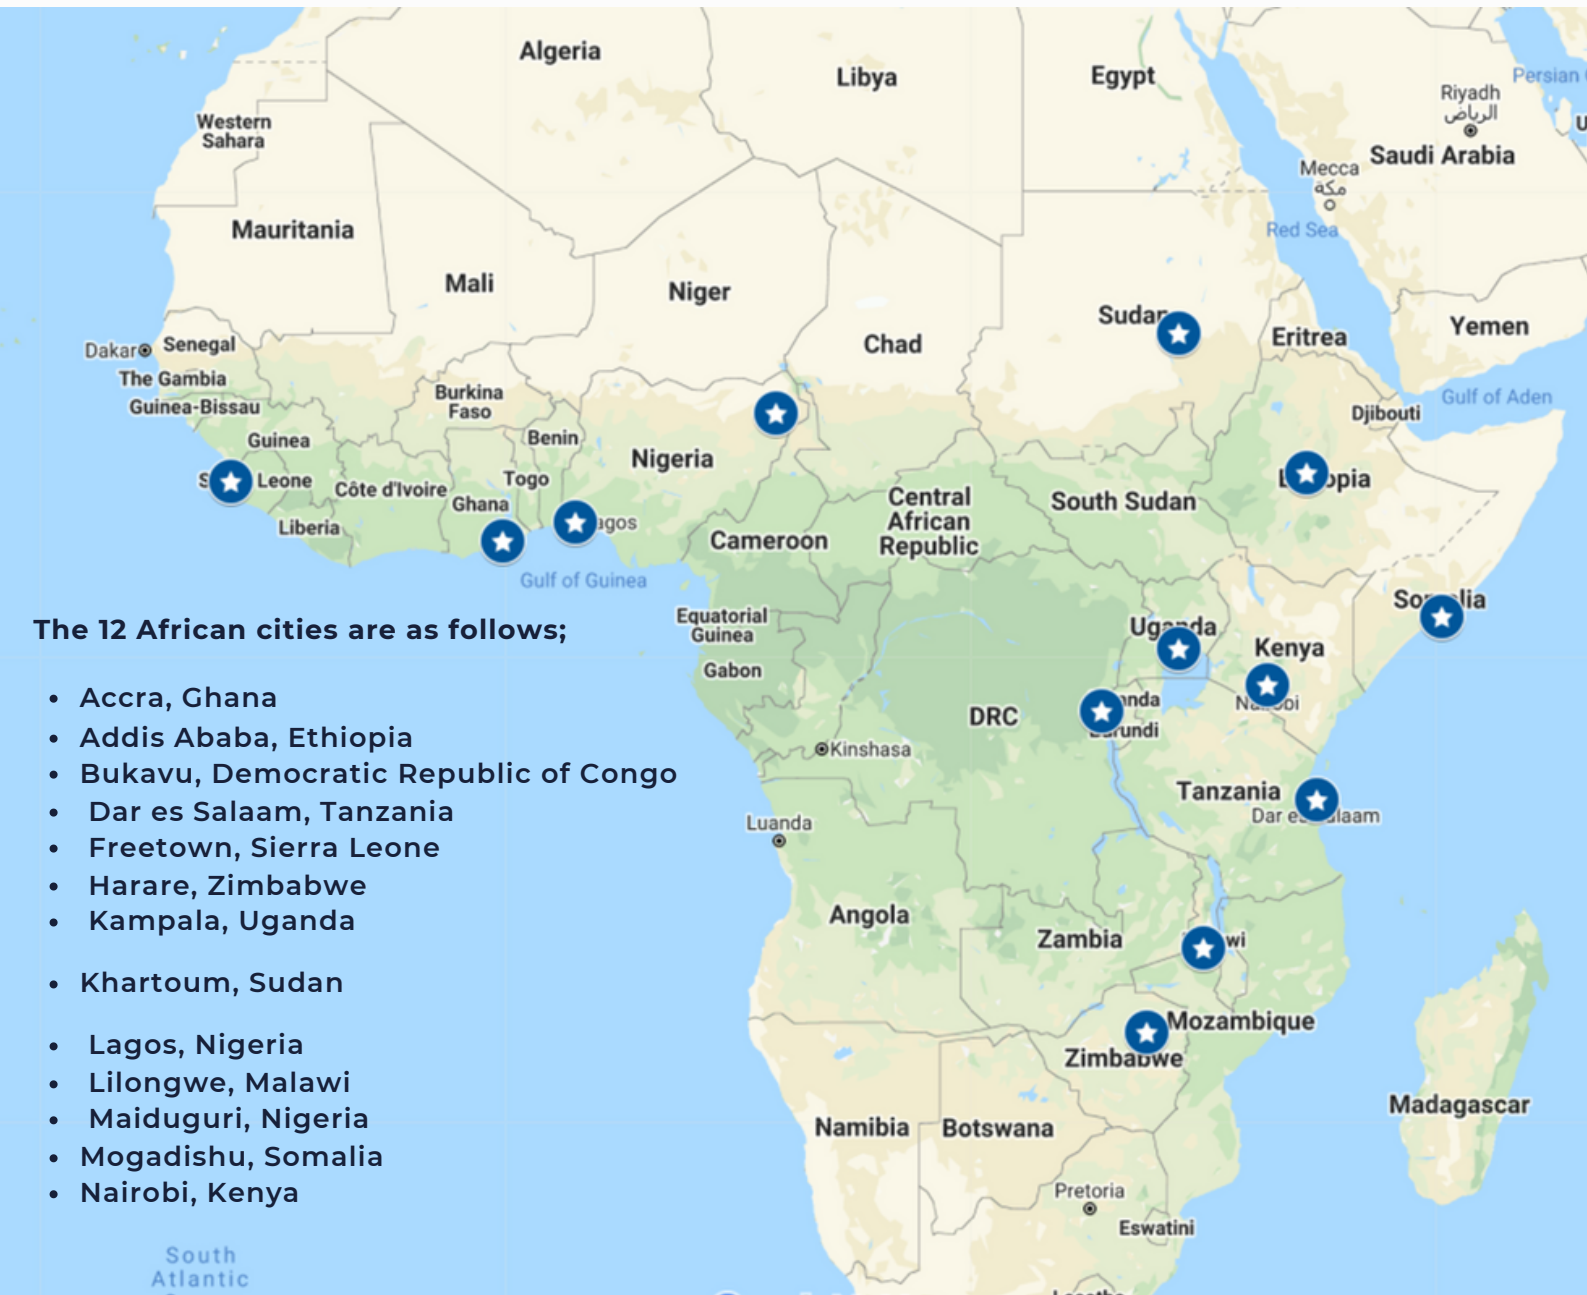 Algeria
Libya
Egypt
Persian
Riyadh
الرياض
Western
Sahara
Saudi Arabia
Mecca
مكة
Red Sea
Mauritania
Mali
Niger
Chad
Eritrea
Yemen
Dakar
Senegal
The Gambia
Guinea-Bissau
Burkina
Faso
Gulf of Aden
Djibouti
Guinea
Benin
Nigeria
Leone
Côte d'Ivoire
Togo
Ghana
Central
African
Republic
South Sudan
Liberia
Cameroon
Gulf of Guinea
Equatorial
Guinea
Gabon
Uganda
Kenya
DRC
Kinshasa
Tanzania
Luanda
Angola
Zambia
Mozambique
Zimbabwe
Madagascar
Namibia
Botswana
Pretoria
Eswatini
The 12 African cities are as follows;
• Accra, Ghana
• Addis Ababa, Ethiopia
• Bukavu, Democratic Republic of Congo
• Dar es Salaam, Tanzania
• Freetown, Sierra Leone
• Harare, Zimbabwe
• Kampala, Uganda
• Khartoum, Sudan
• Lagos, Nigeria
• Lilongwe, Malawi
• Maiduguri, Nigeria
• Mogadishu, Somalia
• Nairobi, Kenya
South
Atlantic